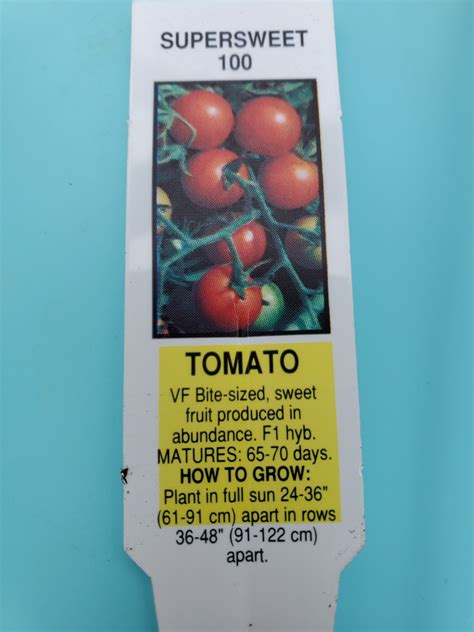 SUPERSWEET
100
TOMATO
VF Bite-sized, sweet
fruit produced in
abundance. F1 hyb.
MATURES: 65-70 days.
HOW TO GROW:
Plant in full sun 24-36"
(61-91 cm) apart in rows
36-48" (91-122 cm)
apart.